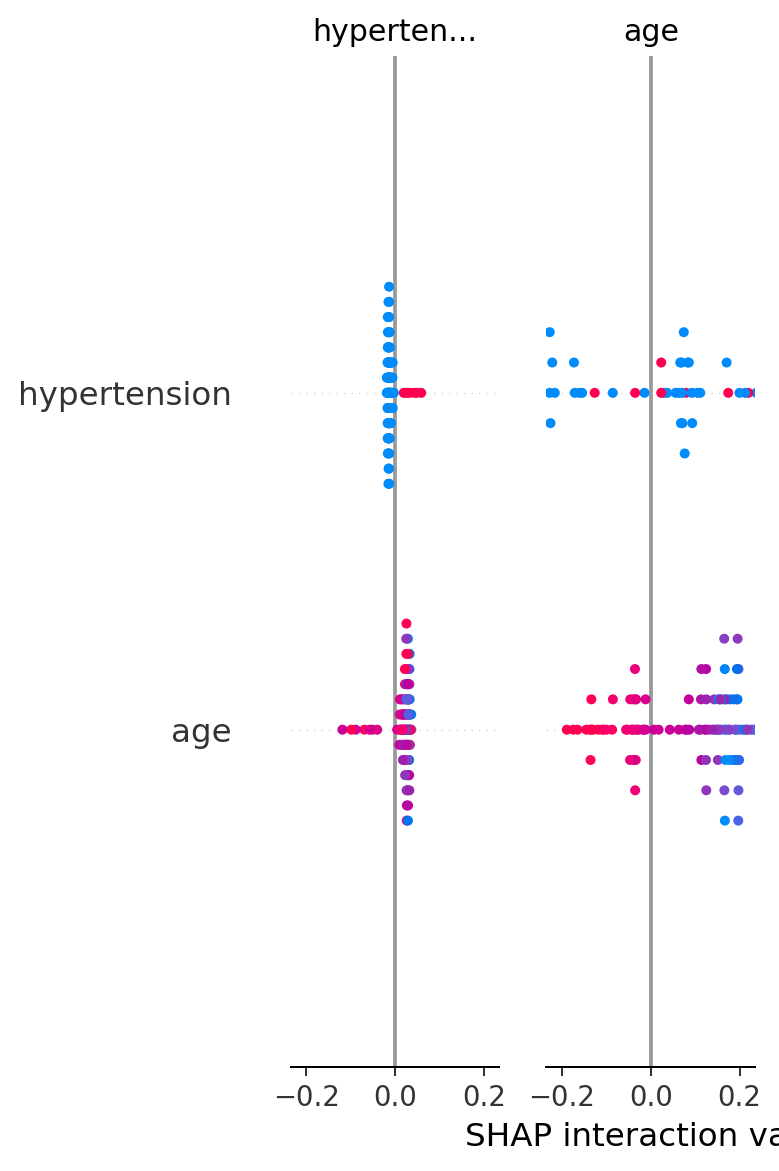 hyperten... age
hypertension
age
−0.2 0.0 0.2 −0.2 0.0 0.2
SHAP interaction va